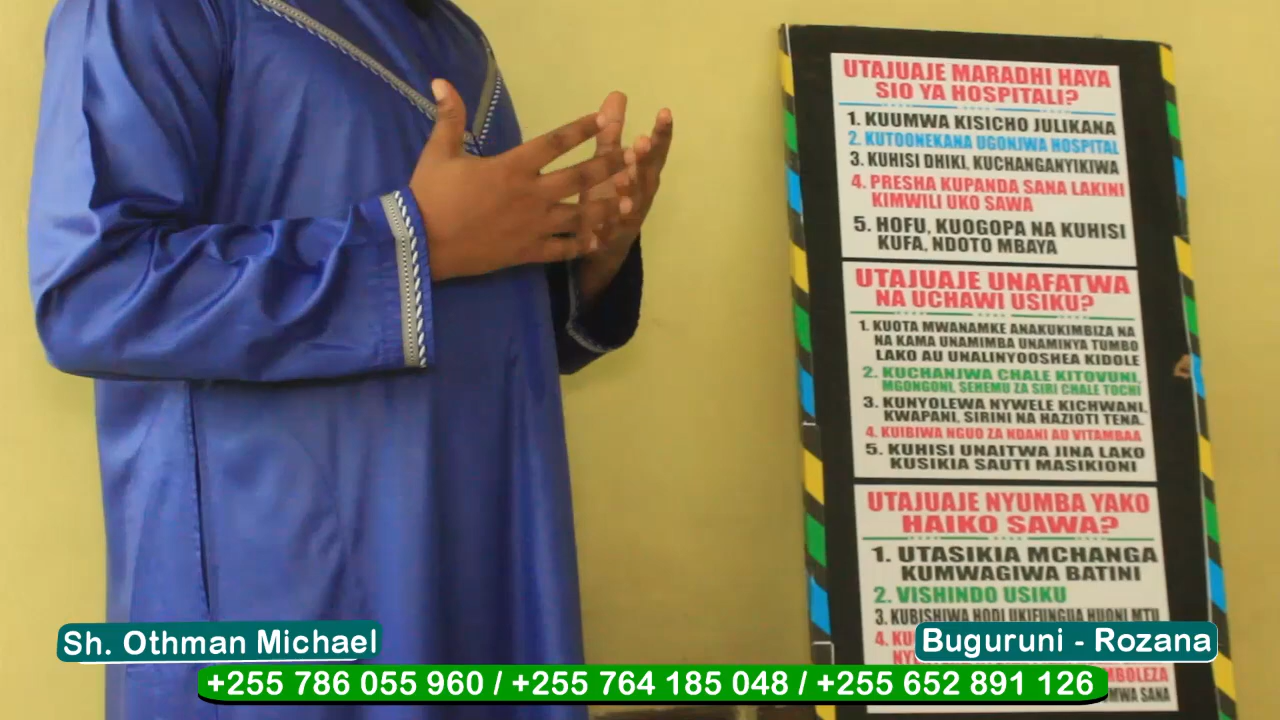 UTAJUAJE MARADHI HAYA
SIO YA HOSPITALI?
1. KUUMWA KISICHO JULIKANA
2. KUTOONEKANA UGONJWA HOSPITAL
3. KUHISI DHIKI, KUCHANGANYIKIWA
4. PRESHA KUPANDA SANA LAKINI
KIMWILI UKO SAWA
5. HOFU, KUOGOPA NA KUHISI
KUFA, NDOTO MBAYA
UTAJUAJE UNAFATWA
NA UCHAWI USIKU?
1. KUOTA MWANAMKE ANAKUKIMBIZA NA
NA KAMA UNAMIMBA UNAMINYA TUMBO
LAKO AU UNALINYOOSHEA KIDOLE
2. KUCHANJWA CHALE KITOVUNI,
MGONGONI, SEHEMU ZA SIRI CHALE TOCHI
3. KUNYOLEWA NYWELE KICHWANI.
KWAPANI, SIRINI NA HAZIOTI TENA.
4. KUIBIWA NGUO ZA NDANI AU VITAMBAA
5. KUHISI UNAITWA JINA LAKO
KUSIKIA SAUTI MASIKIONI
UTAJUAJE NYUMBA YAKO
HAIKO SAWA?
1. UTASIKIA MCHANGA
KUMWAGIWA BATINI
2. VISHINDO USIKU
3. KUBISHIWA HODI UKIFUNGUA HUONI MTU
4.
SANA
Sh. Othman Michael
Buguruni - Rozana
+255 786 055 960 / +255 764 185 048 / +255 652 891 126